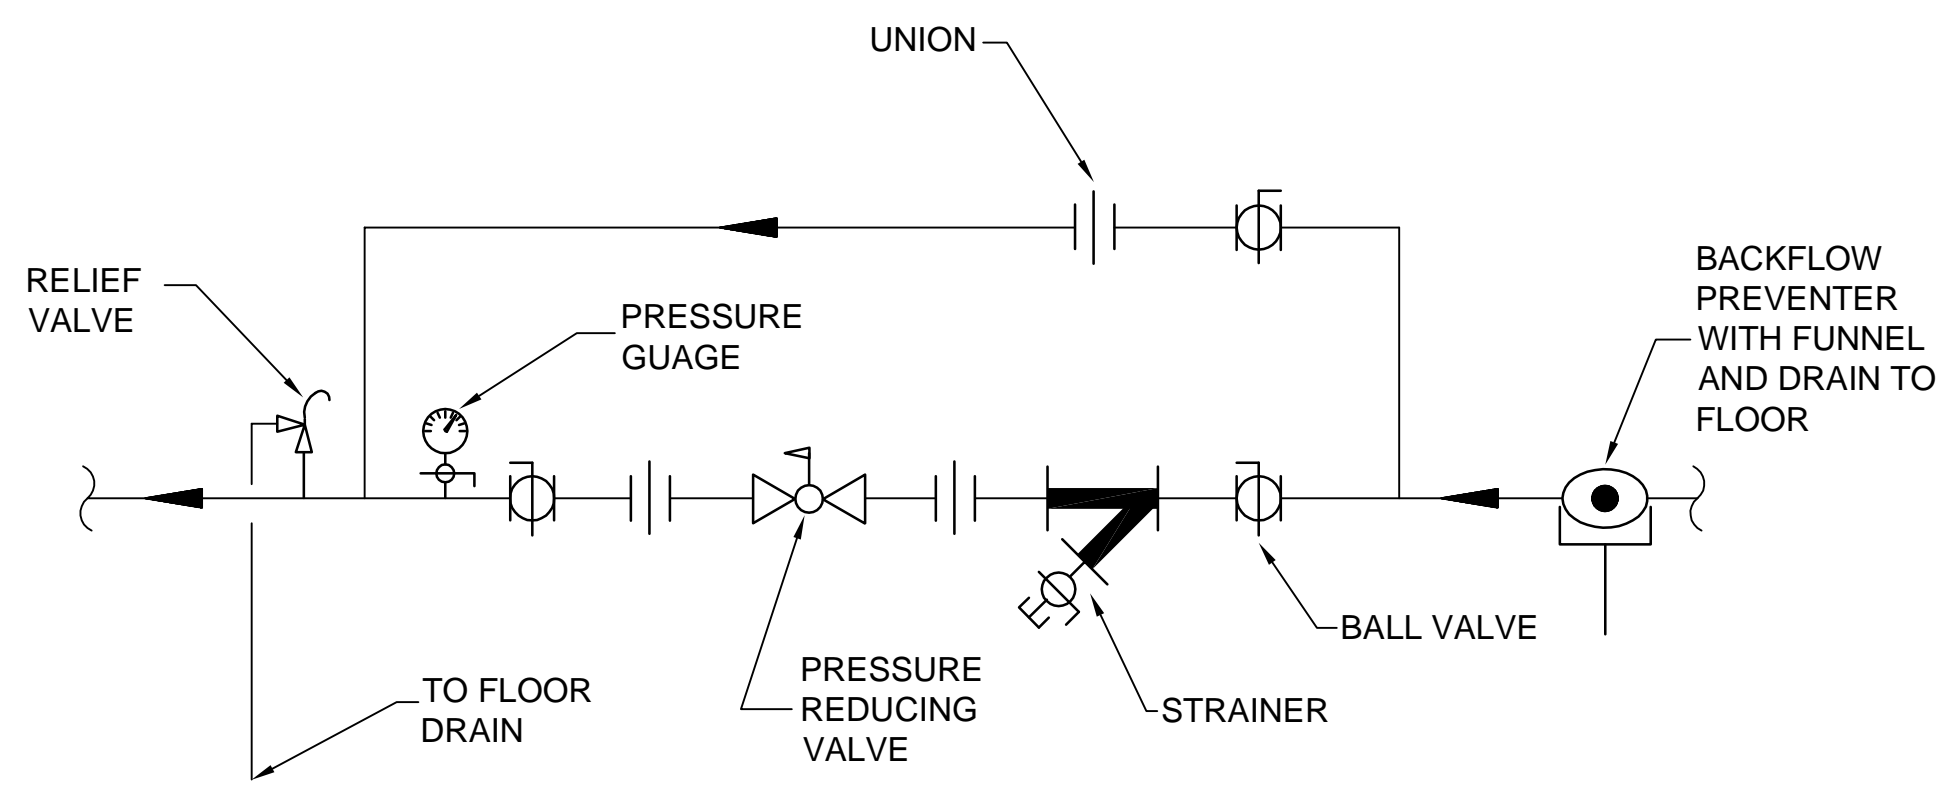 UNION
BACKFLOW
PREVENTER
WITH FUNNEL
AND DRAIN TO
FLOOR
RELIEF
VALVE
PRESSURE
GUAGE
BALL VALVE
PRESSURE
REDUCING
VALVE
STRAINER
TO FLOOR
DRAIN